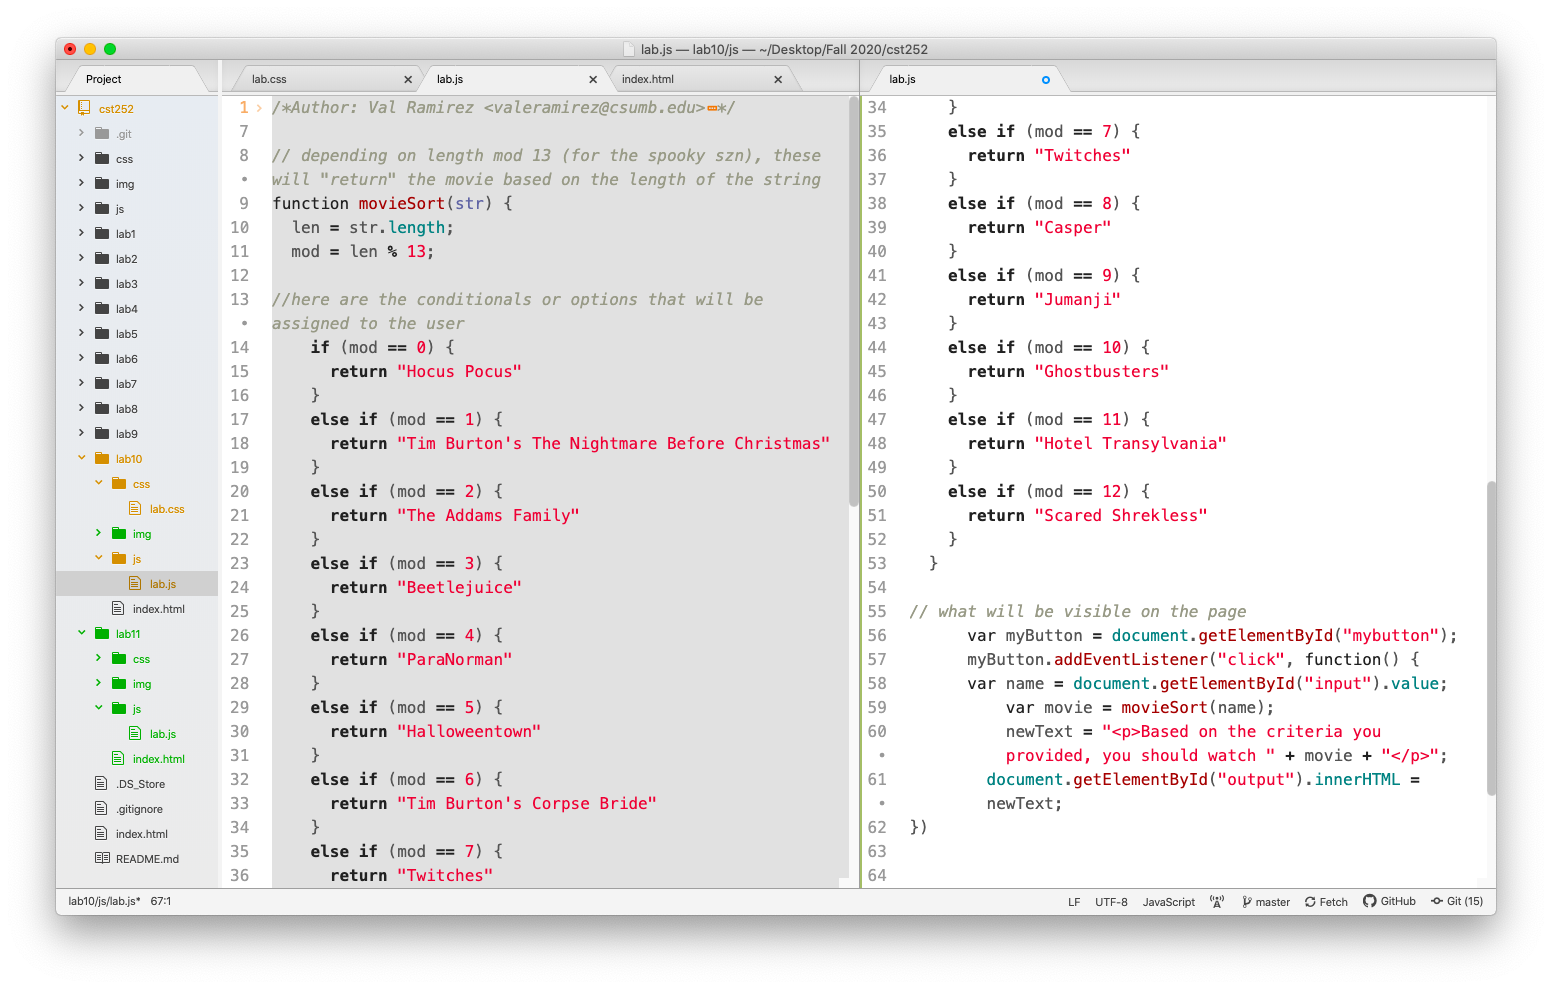 lab.js — lab10/js — ~/Desktop/Fall 2020/cst252
Project
cst252
.git
css
img
js
lab1
lab2
lab3
lab4
lab5
lab6
lab7
lab8
lab9
lab10
css
lab.css
img
js
lab.js
index.html
lab11
css
img
js
lab.js
index.html
.DS_Store
.gitignore
index.html
README.md
lab.css
lab.js
index.html
1 /*Author: Val Ramirez <valeramirez@csumb.edu>⋯*/
7
8 // depending on length mod 13 (for the spooky szn), these
• will "return" the movie based on the length of the string
9 function movieSort(str) {
10 len = str.length;
11 mod = len % 13;
12
13 //here are the conditionals or options that will be
• assigned to the user
14 if (mod == 0) {
15 return "Hocus Pocus"
16 }
17 else if (mod == 1) {
18 return "Tim Burton's The Nightmare Before Christmas"
19 }
20 else if (mod == 2) {
21 return "The Addams Family"
22 }
23 else if (mod == 3) {
24 return "Beetlejuice"
25 }
26 else if (mod == 4) {
27 return "ParaNorman"
28 }
29 else if (mod == 5) {
30 return "Halloweentown"
31 }
32 else if (mod == 6) {
33 return "Tim Burton's Corpse Bride"
34 }
35 else if (mod == 7) {
36 return "Twitches"
lab.js
34 }
35 else if (mod == 7) {
36 return "Twitches"
37 }
38 else if (mod == 8) {
39 return "Casper"
40 }
41 else if (mod == 9) {
42 return "Jumanji"
43 }
44 else if (mod == 10) {
45 return "Ghostbusters"
46 }
47 else if (mod == 11) {
48 return "Hotel Transylvania"
49 }
50 else if (mod == 12) {
51 return "Scared Shrekless"
52 }
53 }
54
55 // what will be visible on the page
56 var myButton = document.getElementById("mybutton");
57 myButton.addEventListener("click", function() {
58 var name = document.getElementById("input").value;
59 var movie = movieSort(name);
60 newText = "<p>Based on the criteria you
• provided, you should watch " + movie + "</p>";
61 document.getElementById("output").innerHTML =
• newText;
62 })
63
64
lab10/js/lab.js* 67:1
LF UTF-8 JavaScript master Fetch GitHub Git (15)